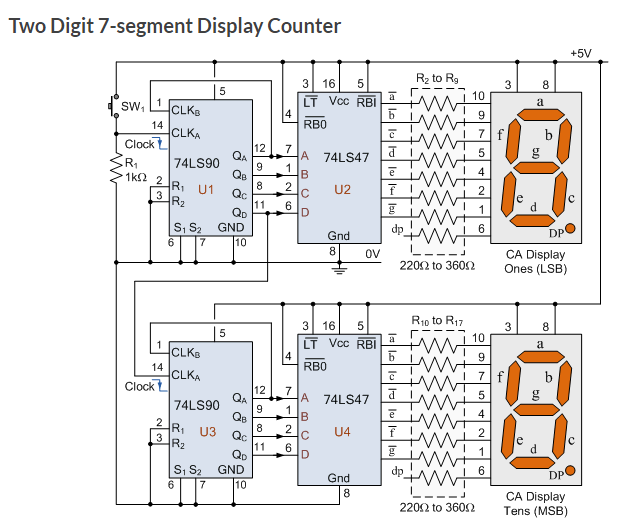 Two Digit 7-segment Display Counter
+5V
SW1
R1
1kΩ
Clock
1 CLKB
14 CLKA
5
74LS90
U1
2 R1
3 R2
S1 S2 GND
6 7 10
QA 12
QB 9
QC 8
QD 11
3 16 5
LT Vcc RBI
4 RB0
7 A
1 B
2 C
6 D
74LS47
U2
Gnd
8
0V
a
b
c
d
e
f
g
dp
R2 to R9
220Ω to 360Ω
10
9
7
5
4
2
1
6
3 8
a
f b
g
e c
d
DP
CA Display
Ones (LSB)
Clock
1 CLKB
14 CLKA
5
74LS90
U3
2 R1
3 R2
S1 S2 GND
6 7 10
QA 12
QB 9
QC 8
QD 11
3 16 5
LT Vcc RBI
4 RB0
7 A
1 B
2 C
6 D
74LS47
U4
Gnd
8
a
b
c
d
e
f
g
dp
R10 to R17
220Ω to 360Ω
10
9
7
5
4
2
1
6
3 8
a
f b
g
e c
d
DP
CA Display
Tens (MSB)